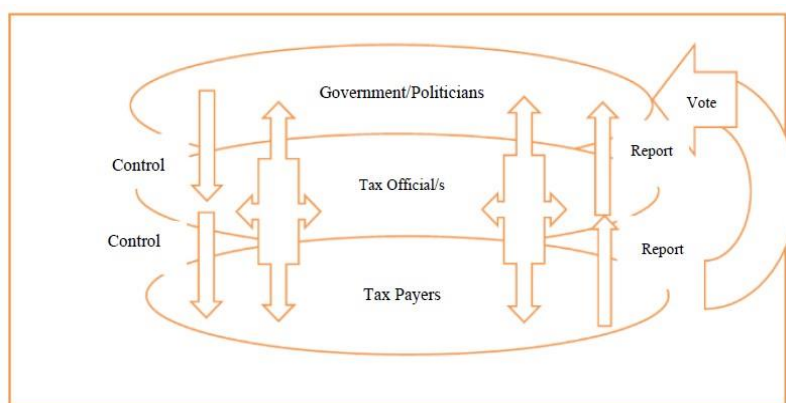 Government/Politicians
Vote
Control
Report
Tax Official/s
Control
Report
Tax Payers